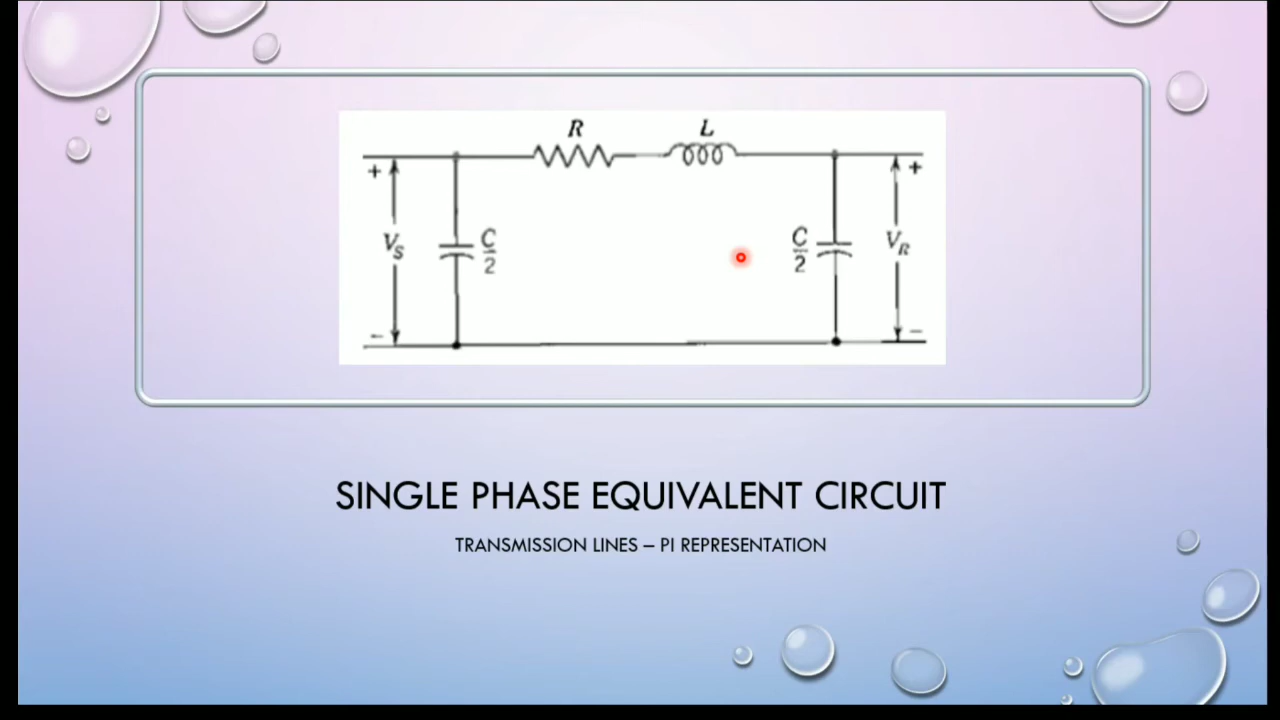 R L
+ +
V_S C/2 C/2 V_R
- -
SINGLE PHASE EQUIVALENT CIRCUIT
TRANSMISSION LINES – PI REPRESENTATION